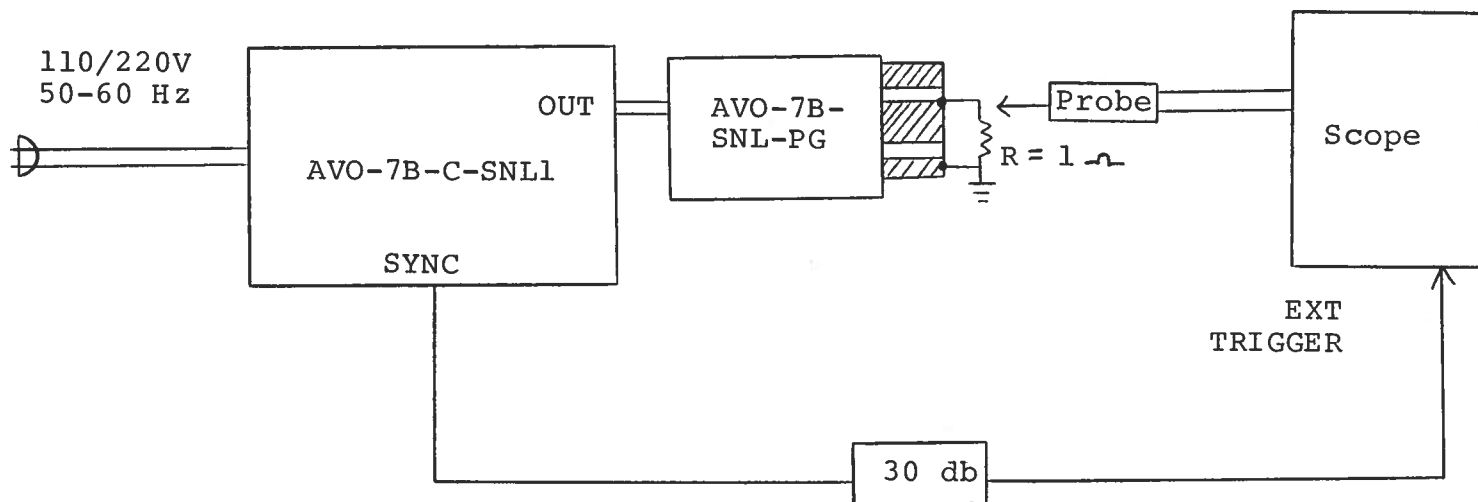 110/220V
50-60 Hz
OUT
AVO-7B-C-SNL1
SYNC
AVO-7B-
SNL-PG
R = 1 Ω
Probe
Scope
EXT
TRIGGER
30 db